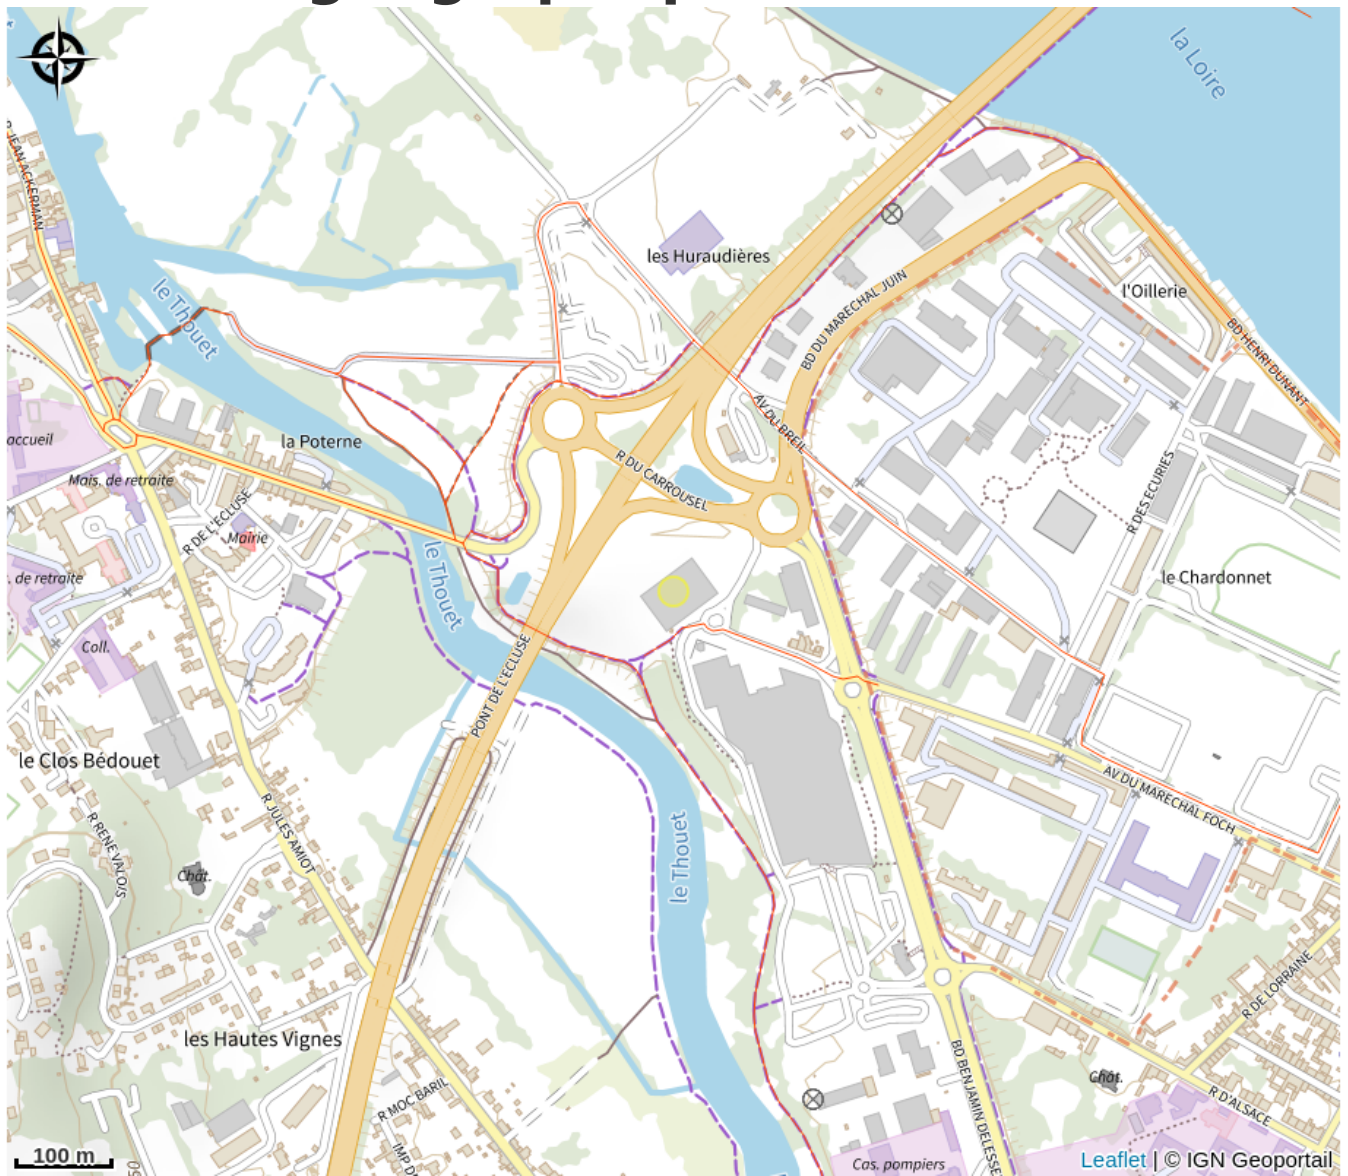 la Loire
R JEAN ACKERMAN
les Huraudières
le Thouet
BD DU MARECHAL JUIN
l'Oillerie
BD HENRI DUNANT
accueil
la Poterne
AV DU BREIL
Mais. de retraite
R DU CARROUSEL
R DES ECURIES
R DE L'ECLUSE
Mairie
le Thouet
. de retraite
le Chardonnet
Coll.
PONT DE L'ECLUSE
le Clos Bédouet
AV DU MARECHAL FOCH
R RENE VALOIS
R JULES AMIOT
Chât.
le Thouet
R DE LORRAINE
les Hautes Vignes
BD BENJAMIN DELESSE
Chât.
R MOC BARIL
R D'ALSACE
IMP D
100 m
Cas. pompiers
Leaflet | © IGN Geoportail